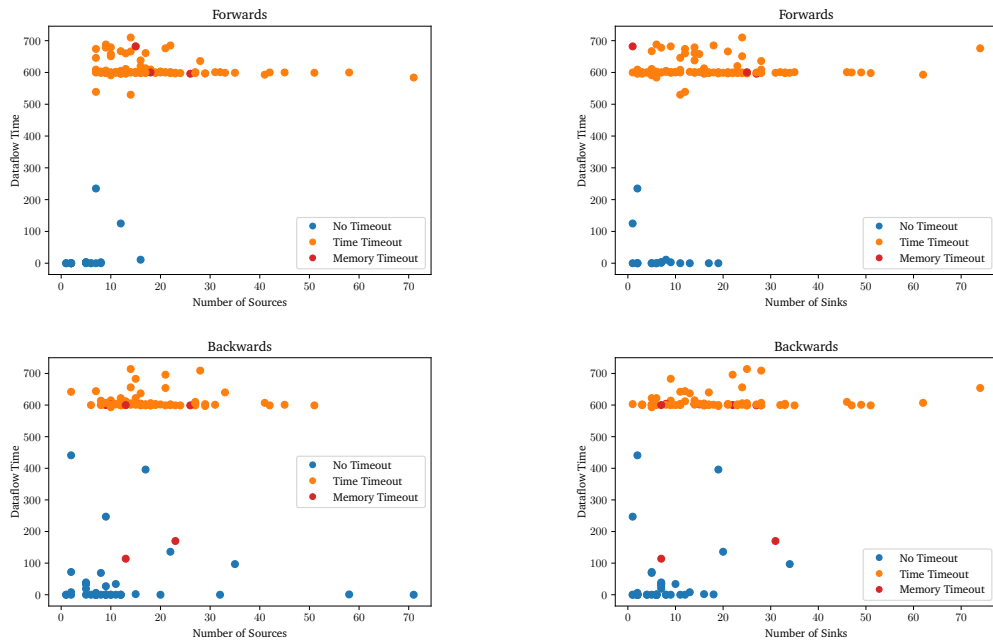 Forwards
700
600
500
400
300
200
100
0
Dataflow Time
No Timeout
Time Timeout
Memory Timeout
0 10 20 30 40 50 60 70
Number of Sources
Forwards
700
600
500
400
300
200
100
0
Dataflow Time
No Timeout
Time Timeout
Memory Timeout
0 10 20 30 40 50 60 70
Number of Sinks
Backwards
700
600
500
400
300
200
100
0
Dataflow Time
No Timeout
Time Timeout
Memory Timeout
0 10 20 30 40 50 60 70
Number of Sources
Backwards
700
600
500
400
300
200
100
0
Dataflow Time
No Timeout
Time Timeout
Memory Timeout
0 10 20 30 40 50 60 70
Number of Sinks